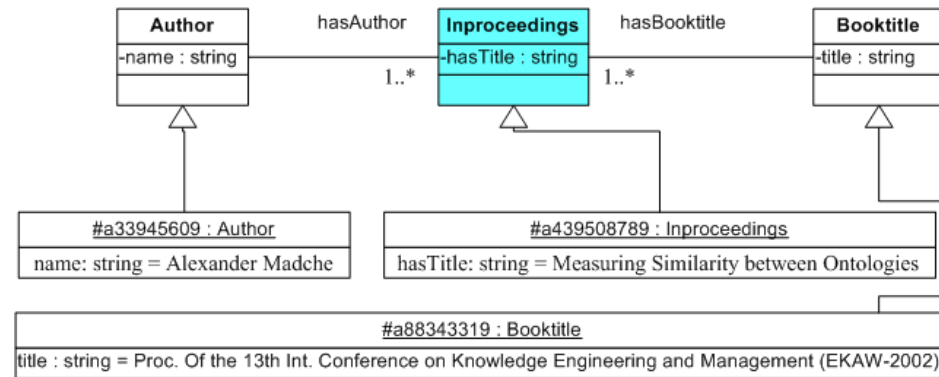 Author
hasAuthor
Inproceedings
hasBooktitle
Booktitle
-name : string
-hasTitle : string
-title : string
1..*
1..*
#a33945609 : Author
#a439508789 : Inproceedings
name: string = Alexander Madche
hasTitle: string = Measuring Similarity between Ontologies
#a88343319 : Booktitle
title : string = Proc. Of the 13th Int. Conference on Knowledge Engineering and Management (EKAW-2002)